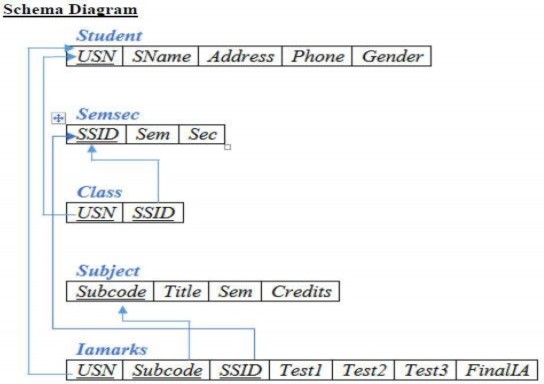 Schema Diagram
Student
USN SName Address Phone Gender
Semsec
SSID Sem Sec
Class
USN SSID
Subject
Subcode Title Sem Credits
Iamarks
USN Subcode SSID Test1 Test2 Test3 FinalIA